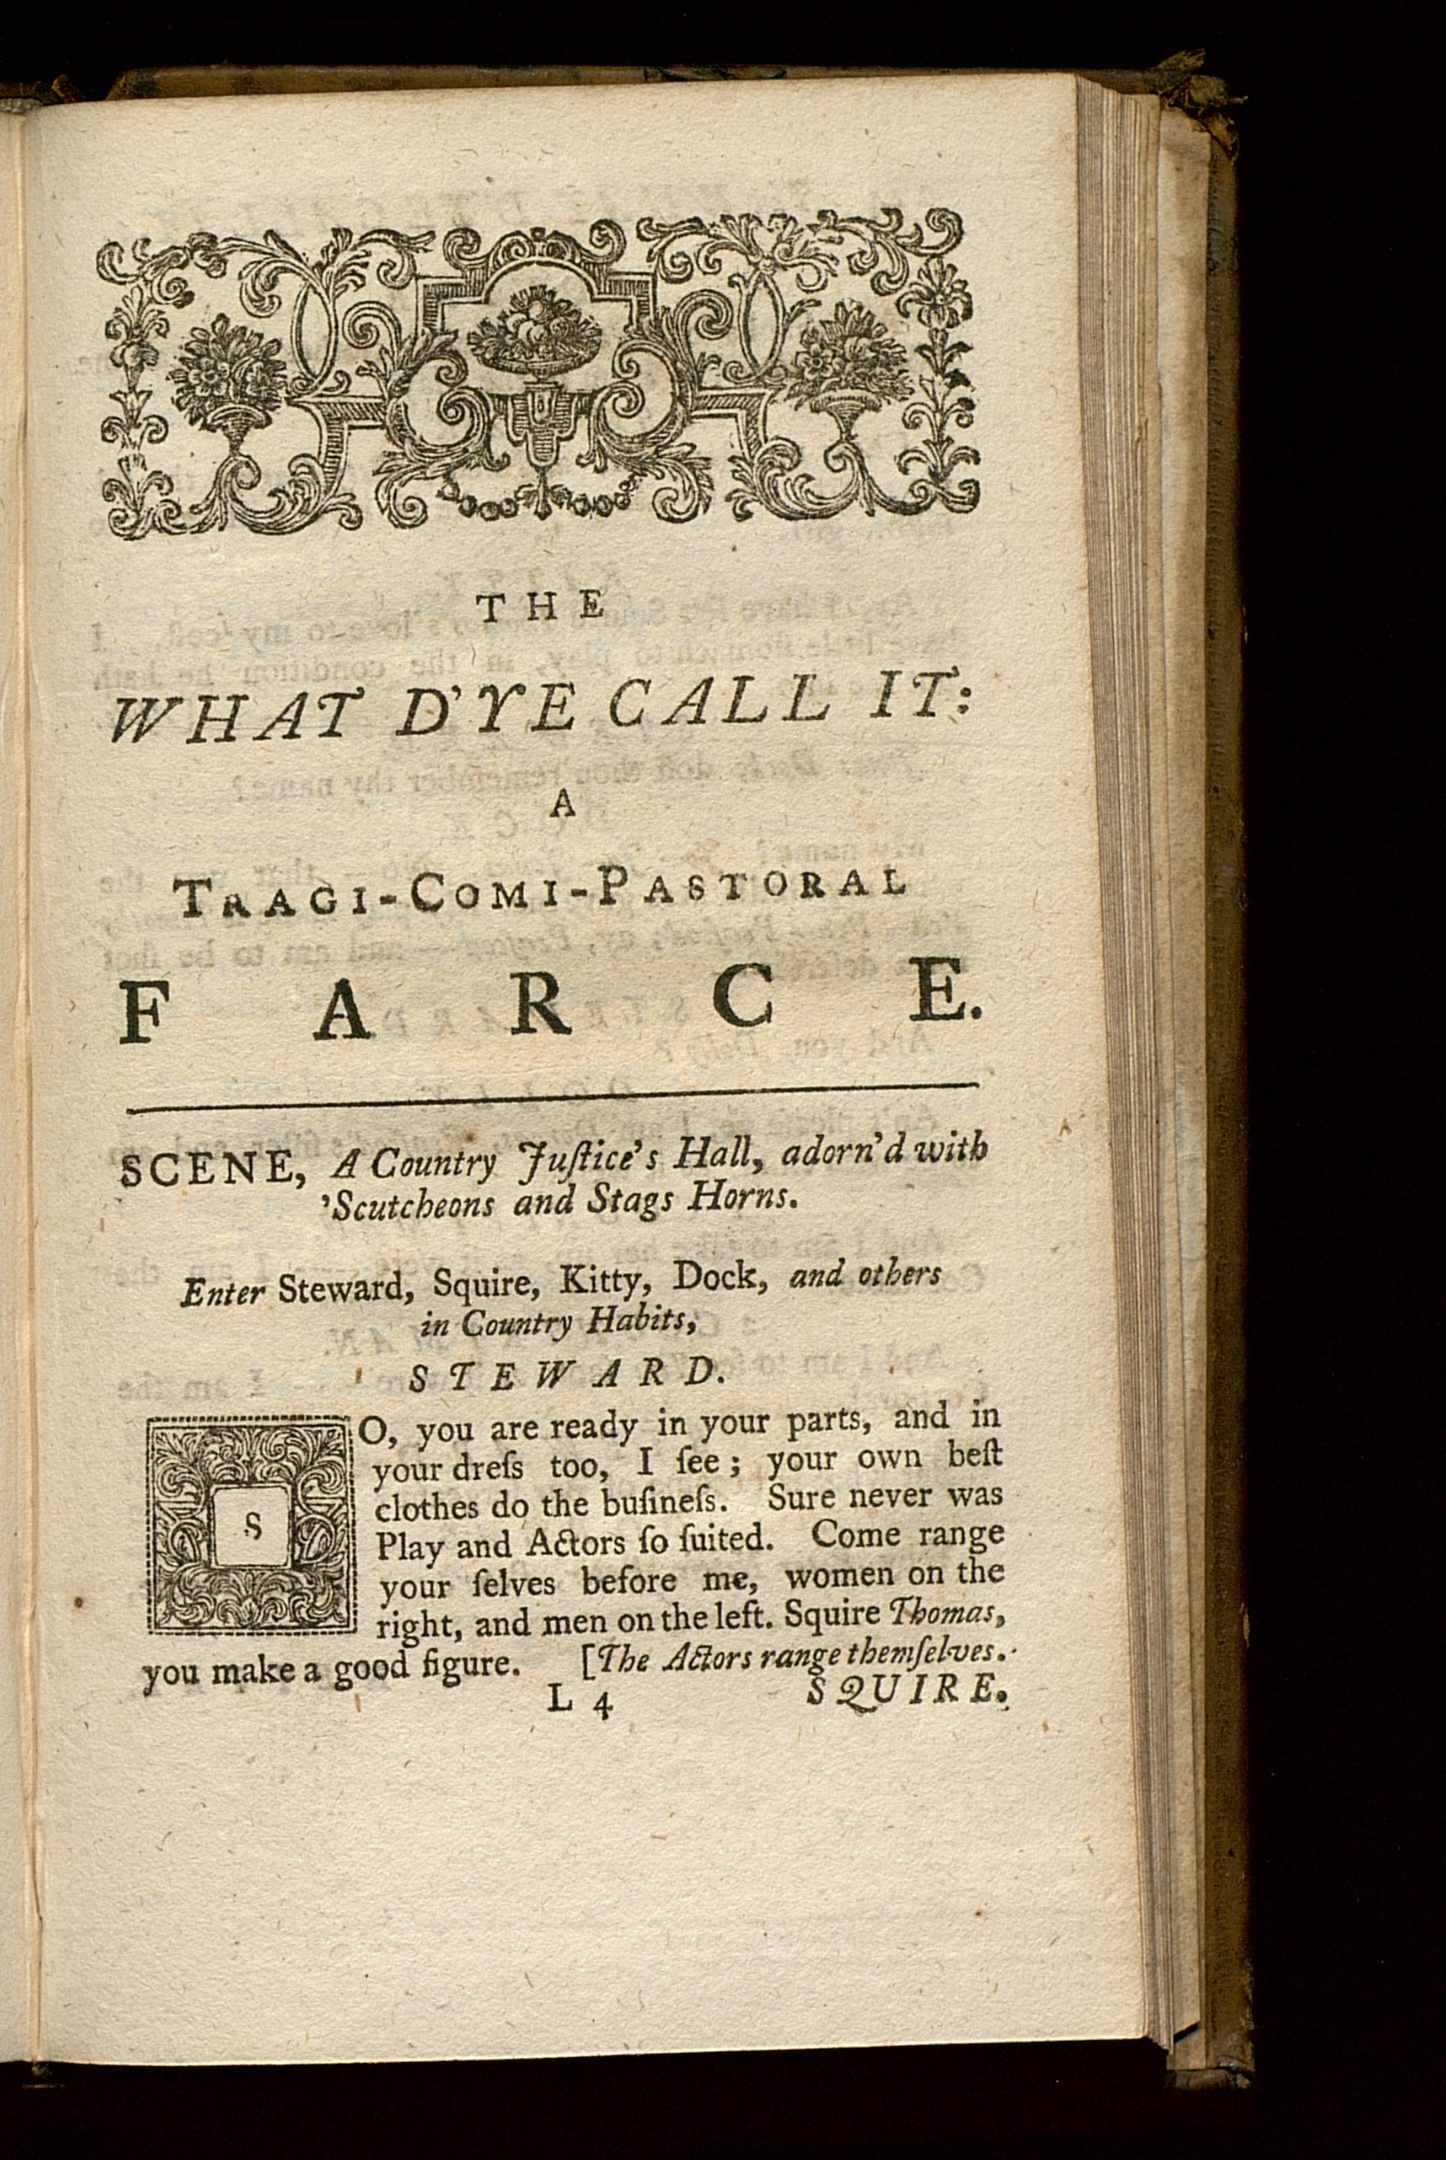 THE
WHAT D'YE CALL IT:
A
TRAGI-COMI-PASTORAL
FARCE.
SCENE, A Country Juſtice's Hall, adorn'd with
'Scutcheons and Stags Horns.
Enter Steward, Squire, Kitty, Dock, and others
in Country Habits,
STEWARD.
SO, you are ready in your parts, and in
your dreſs too, I ſee; your own beſt
clothes do the buſineſs. Sure never was
Play and Actors ſo ſuited. Come range
your ſelves before me, women on the
right, and men on the left. Squire Thomas,
you make a good figure. [The Actors range themſelves.
L 4 SQUIRE.